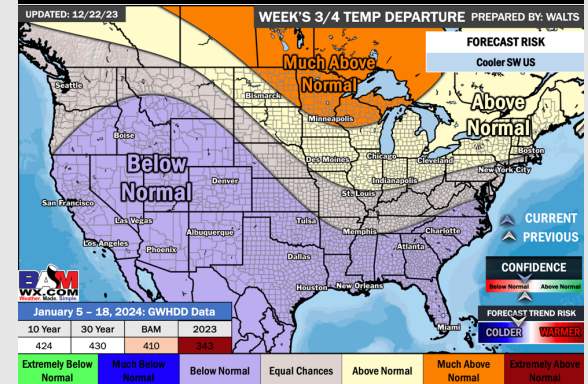 UPDATED: 12/22/23
WEEK'S 3/4 TEMP DEPARTURE PREPARED BY: WALTS
FORECAST RISK
Cooler SW US
Much Above
Normal
Above
Normal
Below
Normal
Seattle
Bismarck
Minneapolis
Boise
Boston
Des Moines
Chicago
Cleveland
New York City
Denver
Indianapolis
St. Louis
San Francisco
Las Vegas
Tulsa
Memphis
Charlotte
Los Angeles
Phoenix
Albuquerque
Atlanta
Dallas
Houston
New Orleans
Miami
CURRENT
PREVIOUS
CONFIDENCE
Below Normal Above Normal
FORECAST TREND RISK
COLDER WARMER
BAM
WX.COM
Weather. Made. Simple.
January 5 – 18, 2024: GWHDD Data
10 Year 30 Year BAM 2023
424 430 410 343
Extremely Below
Normal
Much Below
Normal
Below Normal
Equal Chances
Above Normal
Much Above
Normal
Extremely Above
Normal